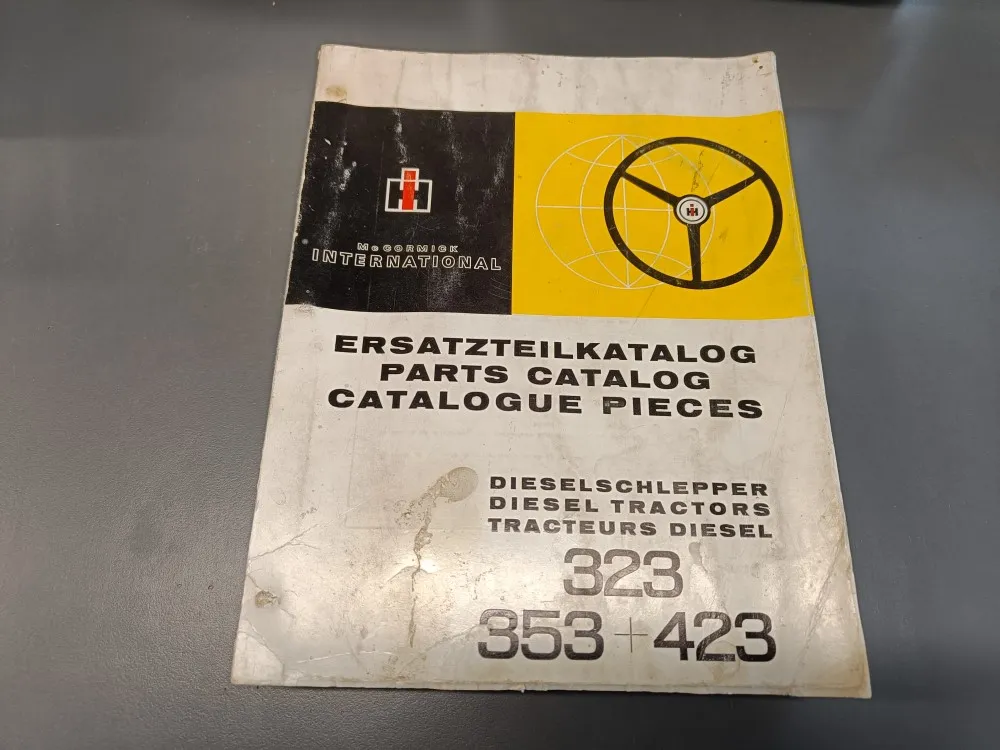 McCORMICK
INTERNATIONAL
ERSATZTEILKATALOG
PARTS CATALOG
CATALOGUE PIECES
DIESELSCHLEPPER
DIESEL TRACTORS
TRACTEURS DIESEL
323
353 + 423